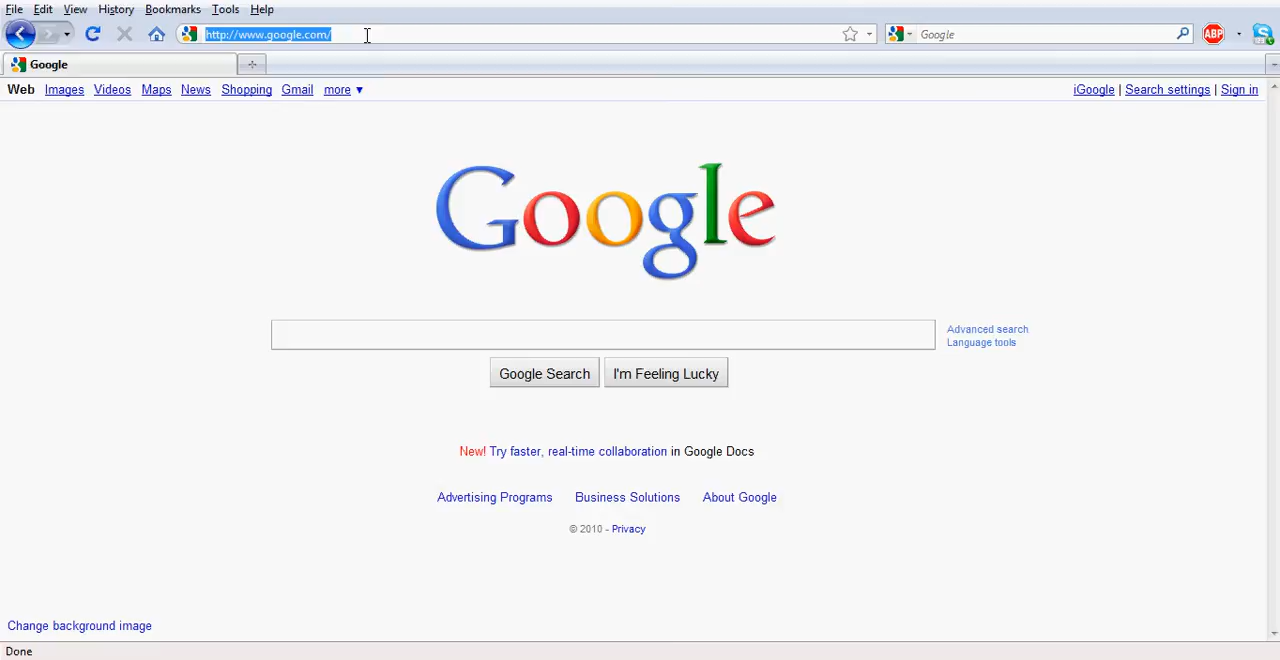 File Edit View History Bookmarks Tools Help
http://www.google.com/ Google ABP
Google
Web Images Videos Maps News Shopping Gmail more ▼ iGoogle | Search settings | Sign in
Google
Advanced search
Language tools
Google Search I'm Feeling Lucky
New! Try faster, real-time collaboration in Google Docs
Advertising Programs Business Solutions About Google
© 2010 - Privacy
Change background image
Done